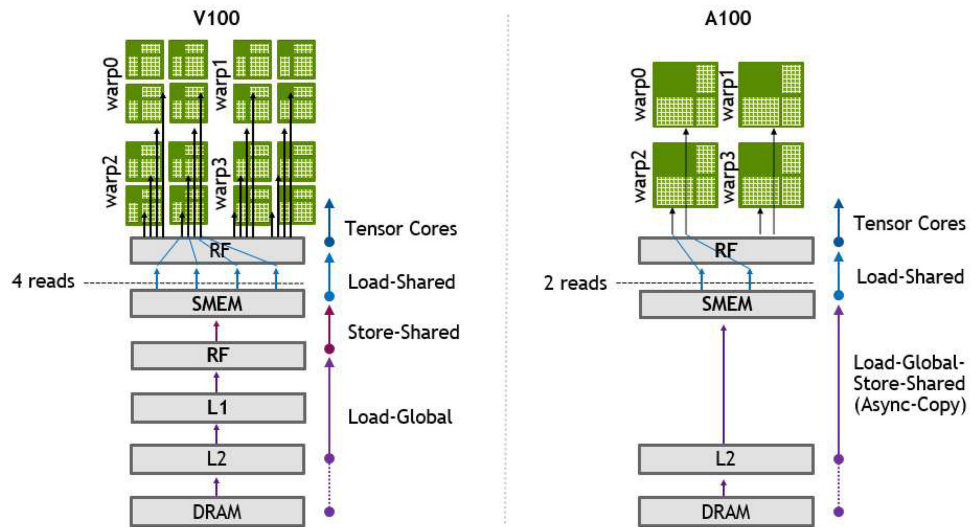 V100
warp0
warp1
warp2
warp3
RF
Tensor Cores
4 reads
Load-Shared
SMEM
Store-Shared
RF
L1
Load-Global
L2
DRAM
A100
warp0
warp1
warp2
warp3
RF
Tensor Cores
2 reads
Load-Shared
SMEM
Load-Global-
Store-Shared
(Async-Copy)
L2
DRAM